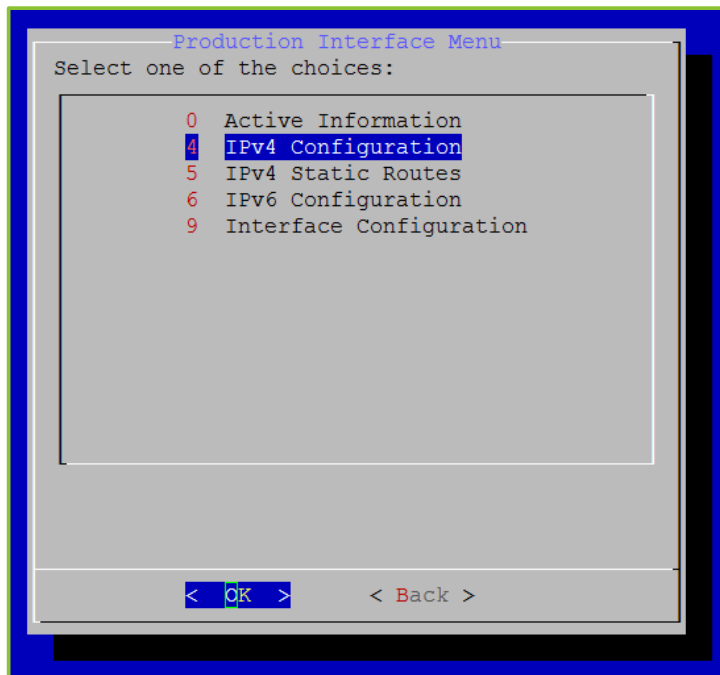 Production Interface Menu
Select one of the choices:
0 Active Information
4 IPv4 Configuration
5 IPv4 Static Routes
6 IPv6 Configuration
9 Interface Configuration
< OK > < Back >